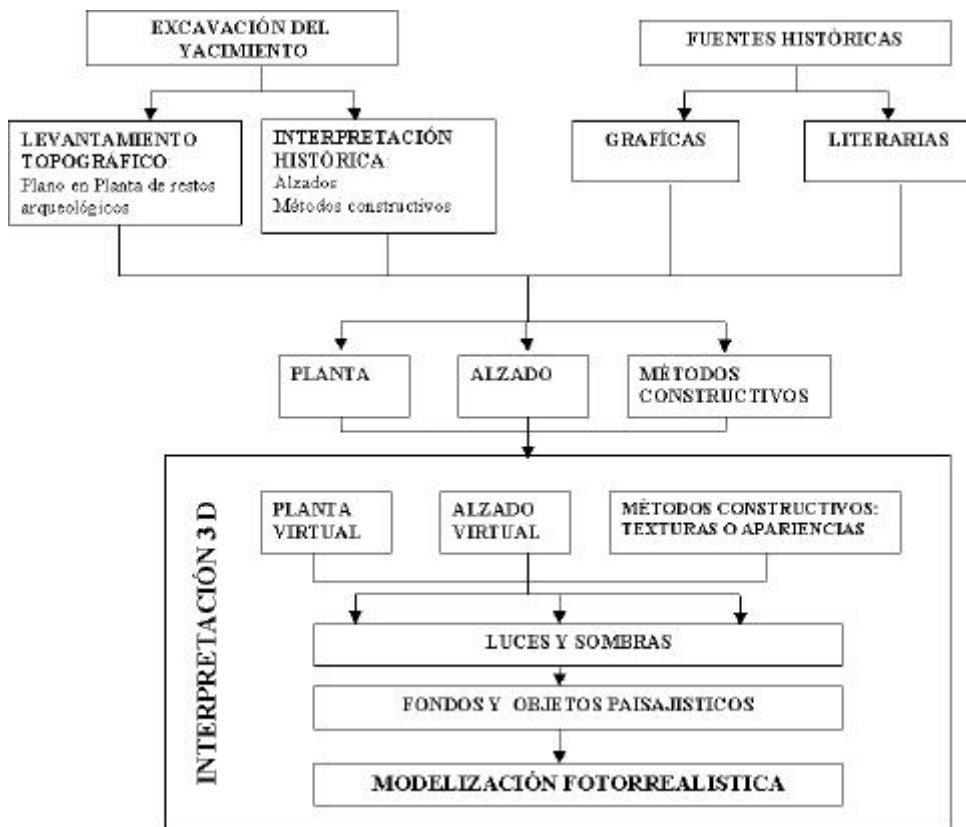 EXCAVACIÓN DEL
YACIMIENTO
FUENTES HISTÓRICAS
LEVANTAMIENTO
TOPOGRÁFICO:
Plano en Planta de restos
arqueológicos
INTERPRETACIÓN
HISTÓRICA:
Alzados
Métodos constructivos
GRAFÍCAS
LITERARIAS
PLANTA
ALZADO
MÉTODOS
CONSTRUCTIVOS
INTERPRETACIÓN 3 D
PLANTA
VIRTUAL
ALZADO
VIRTUAL
MÉTODOS CONSTRUCTIVOS:
TEXTURAS O APARIENCIAS
LUCES Y SOMBRAS
FONDOS Y OBJETOS PAISAJISTICOS
MODELIZACIÓN FOTORREALISTICA